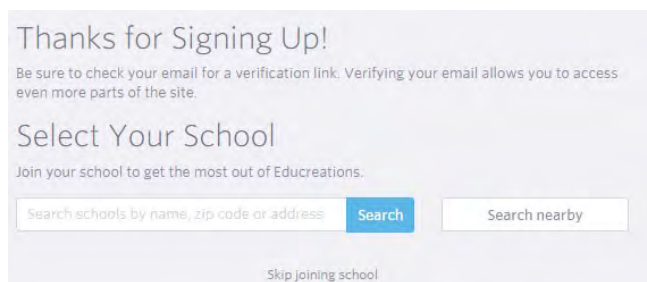 Thanks for Signing Up!
Be sure to check your email for a verification link. Verifying your email allows you to access
even more parts of the site.
Select Your School
Join your school to get the most out of Educreations.
Search schools by name, zip code or address
Search
Search nearby
Skip joining school